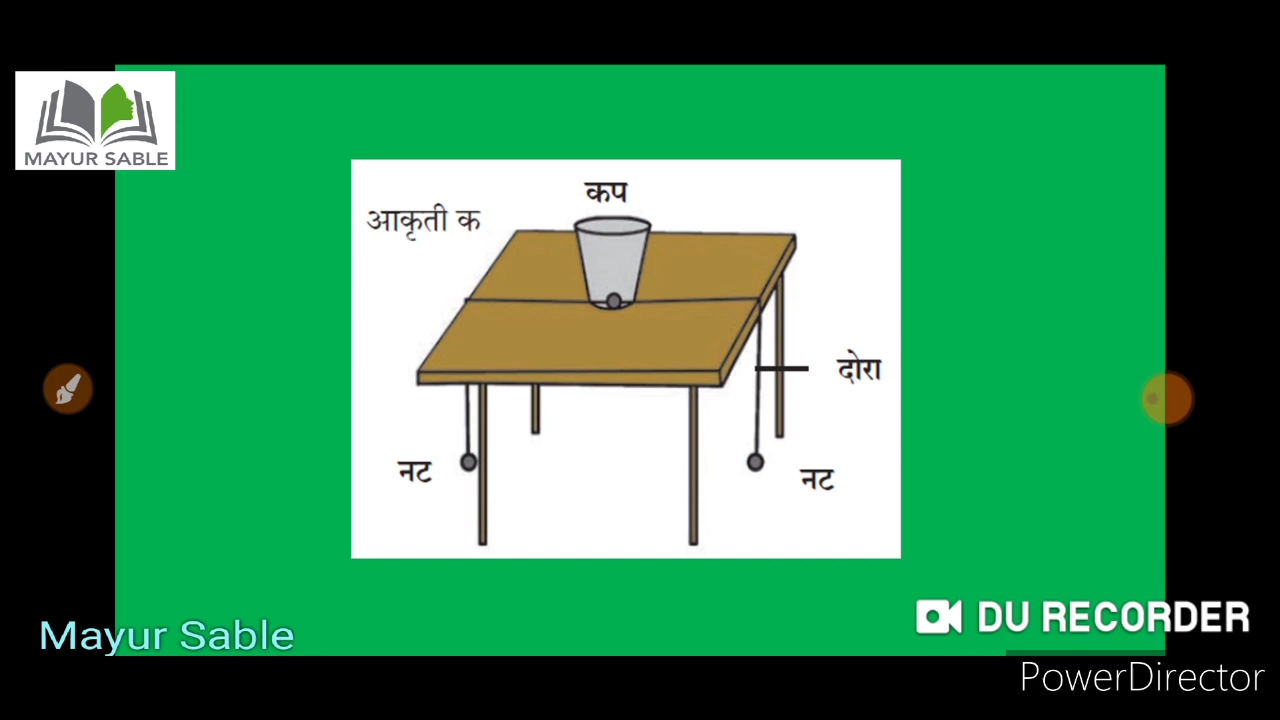 MAYUR SABLE
कप
आकृती क
दोरा
नट
नट
Mayur Sable
DU RECORDER
PowerDirector